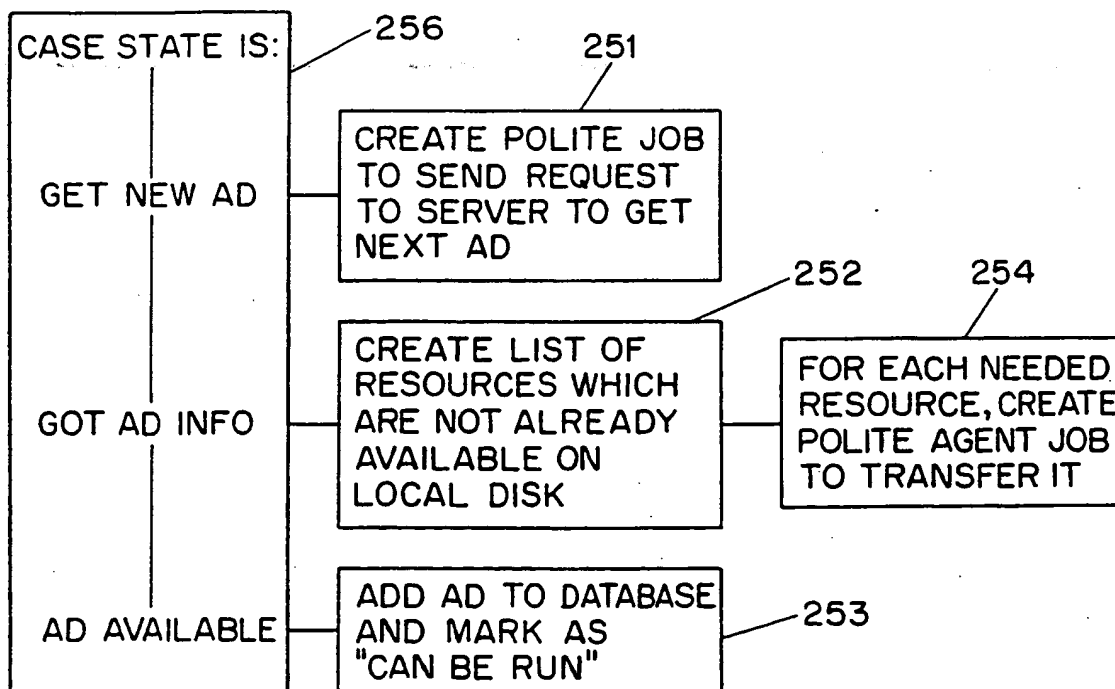 CASE STATE IS:
256
251
GET NEW AD
CREATE POLITE JOB
TO SEND REQUEST
TO SERVER TO GET
NEXT AD
252
254
GOT AD INFO
CREATE LIST OF
RESOURCES WHICH
ARE NOT ALREADY
AVAILABLE ON
LOCAL DISK
FOR EACH NEEDED
RESOURCE, CREATE
POLITE AGENT JOB
TO TRANSFER IT
AD AVAILABLE
ADD AD TO DATABASE
AND MARK AS
"CAN BE RUN"
253